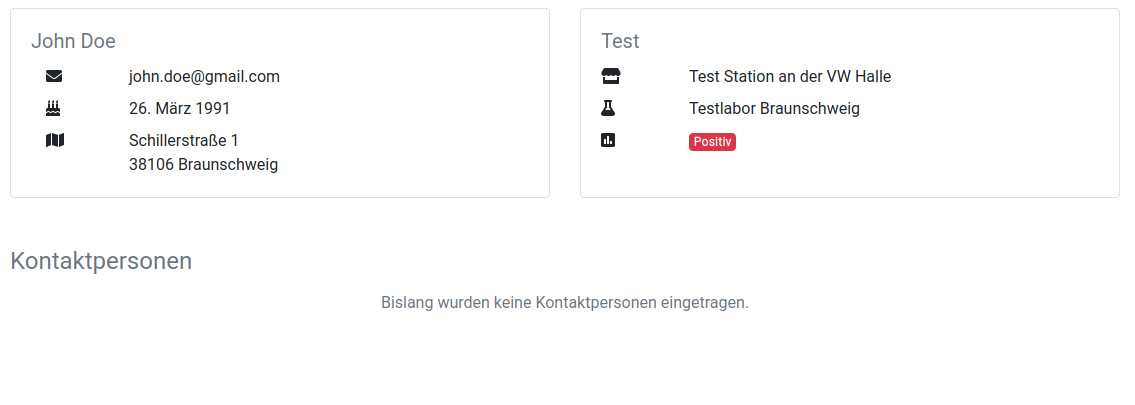 John Doe
john.doe@gmail.com
26. März 1991
Schillerstraße 1
38106 Braunschweig
Test
Test Station an der VW Halle
Testlabor Braunschweig
Positiv
Kontaktpersonen
Bislang wurden keine Kontaktpersonen eingetragen.